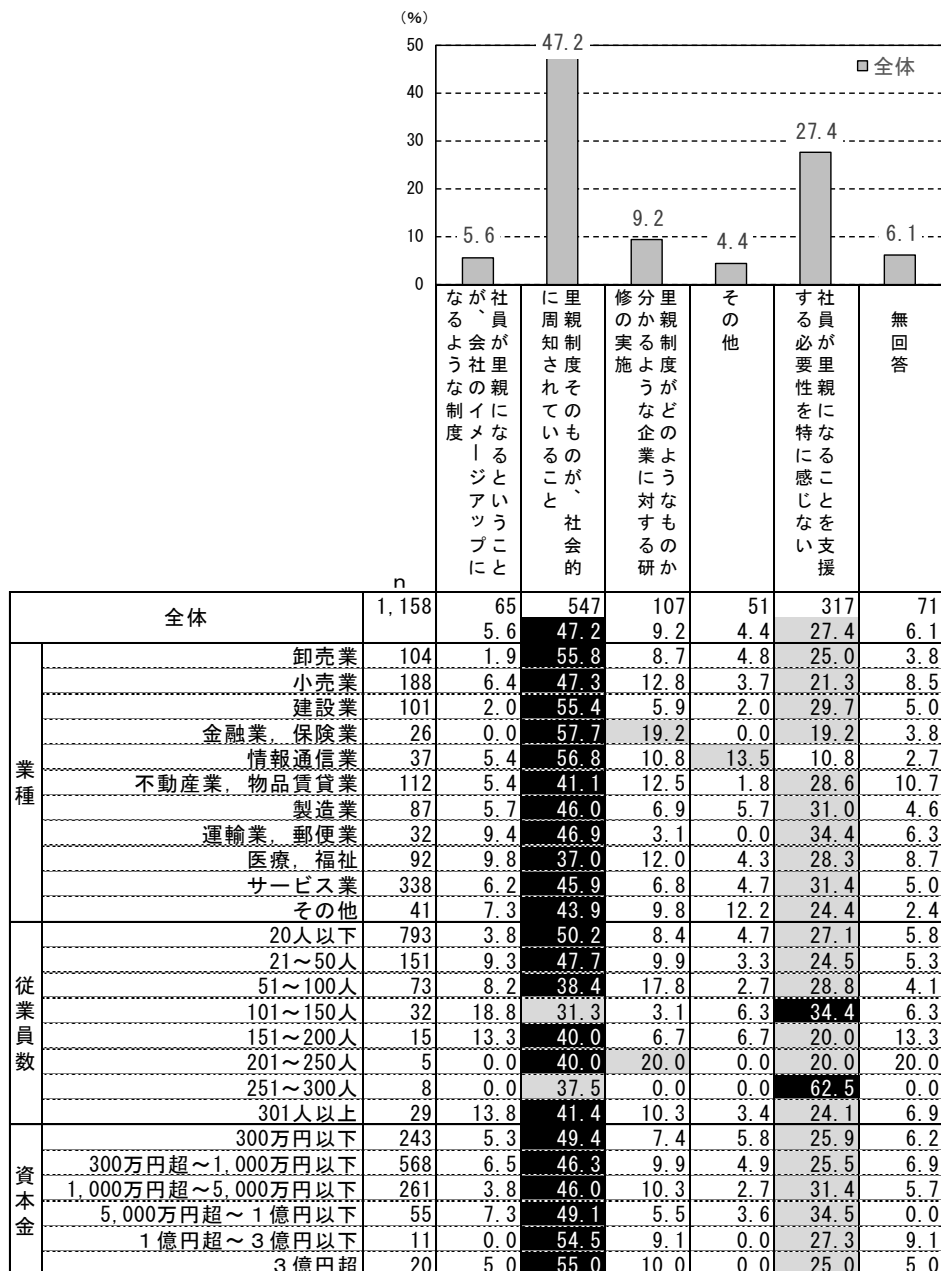 (%)
50
40
30
20
10
0
47.2
全体
27.4
9.2
5.6
4.4
6.1
社員が里親になるということ
が、会社のイメージアップに
なるような制度
里親制度そのものが、社会的
に周知されていること
里親制度がどのようなものか
分かるような企業に対する研
修の実施
その他
社員が里親になることを支援
する必要性を特に感じない
無回答
n
全体 1,158 65 547 107 51 317 71
5.6 47.2 9.2 4.4 27.4 6.1
業種
卸売業 104 1.9 55.8 8.7 4.8 25.0 3.8
小売業 188 6.4 47.3 12.8 3.7 21.3 8.5
建設業 101 2.0 55.4 5.9 2.0 29.7 5.0
金融業，保険業 26 0.0 57.7 19.2 0.0 19.2 3.8
情報通信業 37 5.4 56.8 10.8 13.5 10.8 2.7
不動産業，物品賃貸業 112 5.4 41.1 12.5 1.8 28.6 10.7
製造業 87 5.7 46.0 6.9 5.7 31.0 4.6
運輸業，郵便業 32 9.4 46.9 3.1 0.0 34.4 6.3
医療，福祉 92 9.8 37.0 12.0 4.3 28.3 8.7
サービス業 338 6.2 45.9 6.8 4.7 31.4 5.0
その他 41 7.3 43.9 9.8 12.2 24.4 2.4
従業員数
20人以下 793 3.8 50.2 8.4 4.7 27.1 5.8
21～50人 151 9.3 47.7 9.9 3.3 24.5 5.3
51～100人 73 8.2 38.4 17.8 2.7 28.8 4.1
101～150人 32 18.8 31.3 3.1 6.3 34.4 6.3
151～200人 15 13.3 40.0 6.7 6.7 20.0 13.3
201～250人 5 0.0 40.0 20.0 0.0 20.0 20.0
251～300人 8 0.0 37.5 0.0 0.0 62.5 0.0
301人以上 29 13.8 41.4 10.3 3.4 24.1 6.9
資本金
300万円以下 243 5.3 49.4 7.4 5.8 25.9 6.2
300万円超～1,000万円以下 568 6.5 46.3 9.9 4.9 25.5 6.9
1,000万円超～5,000万円以下 261 3.8 46.0 10.3 2.7 31.4 5.7
5,000万円超～１億円以下 55 7.3 49.1 5.5 3.6 34.5 0.0
１億円超～３億円以下 11 0.0 54.5 9.1 0.0 27.3 9.1
３億円超 20 5.0 55.0 10.0 0.0 25.0 5.0